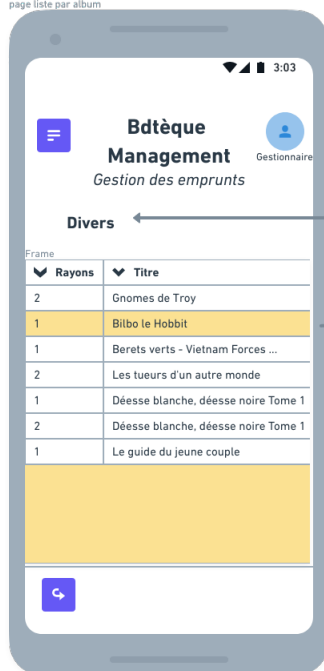 page liste par album
3:03
Bdtèque
Management
Gestionnaire
Gestion des emprunts
Divers
Frame
Rayons Titre
2 Gnomes de Troy
1 Bilbo le Hobbit
1 Berets verts - Vietnam Forces ...
2 Les tueurs d'un autre monde
1 Déesse blanche, déesse noire Tome 1
2 Déesse blanche, déesse noire Tome 1
1 Le guide du jeune couple